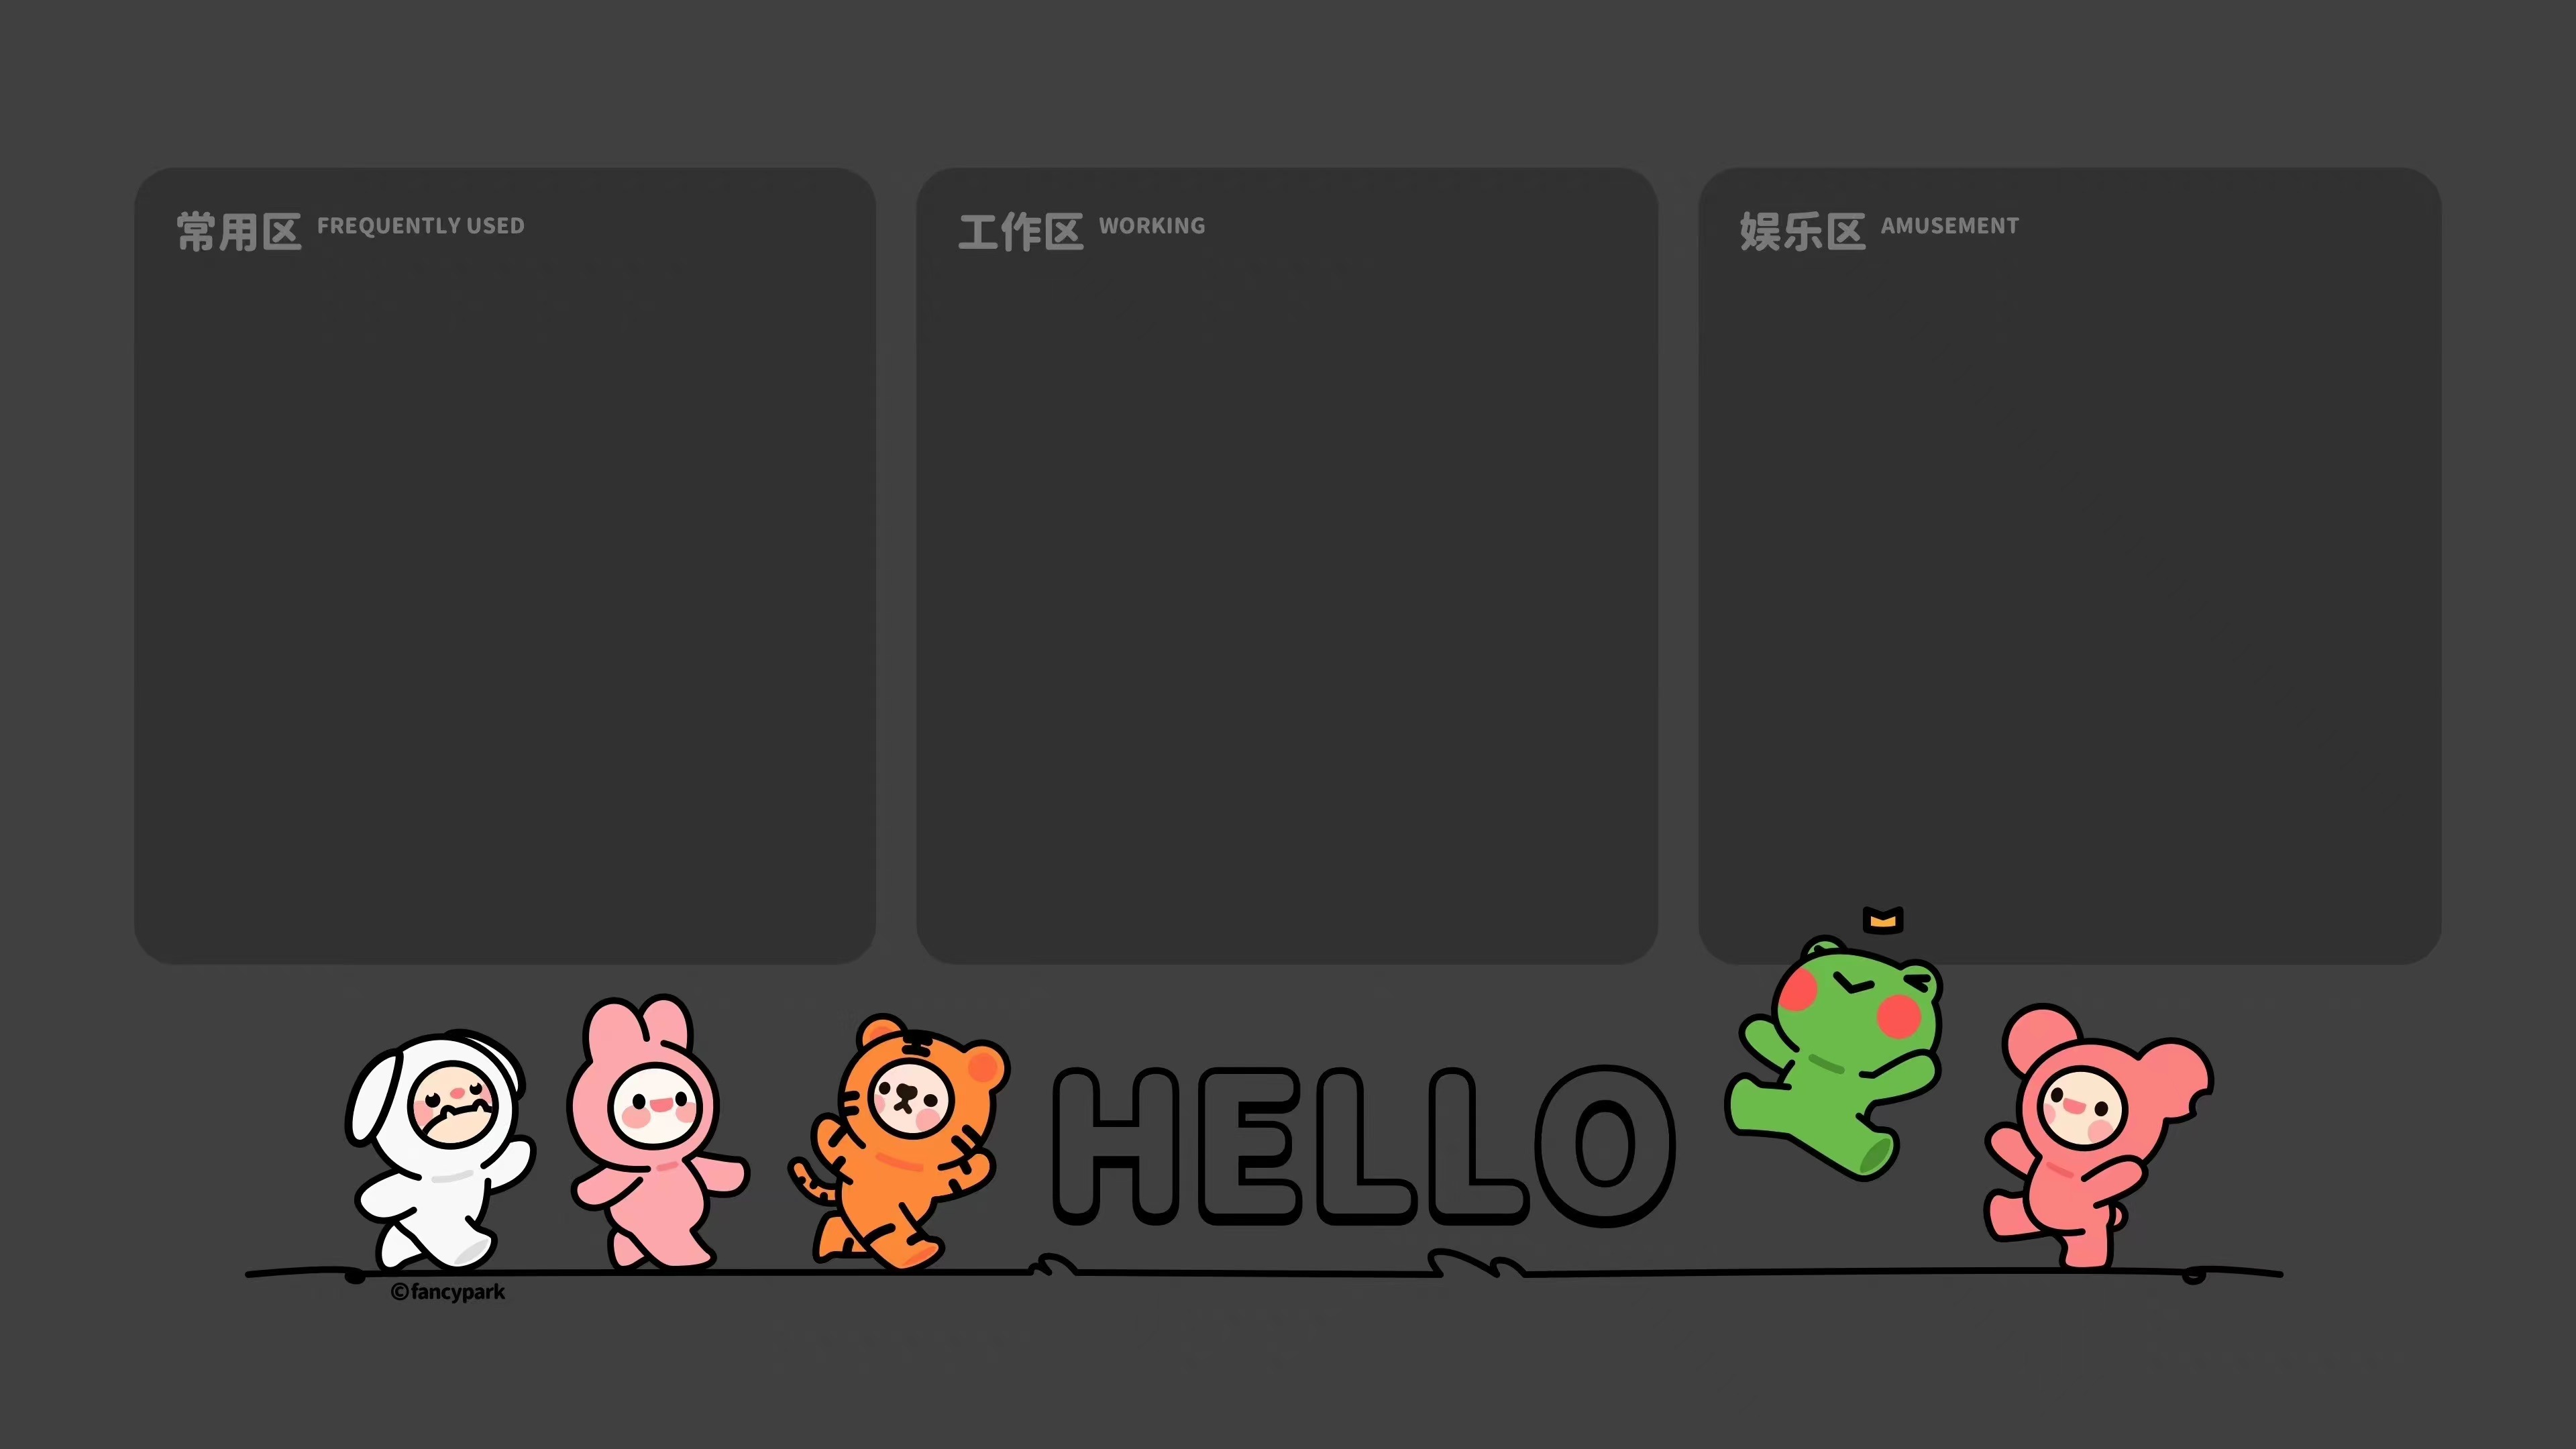 常用区 FREQUENTLY USED
工作区 WORKING
娱乐区 AMUSEMENT
HELLO
©fancypark